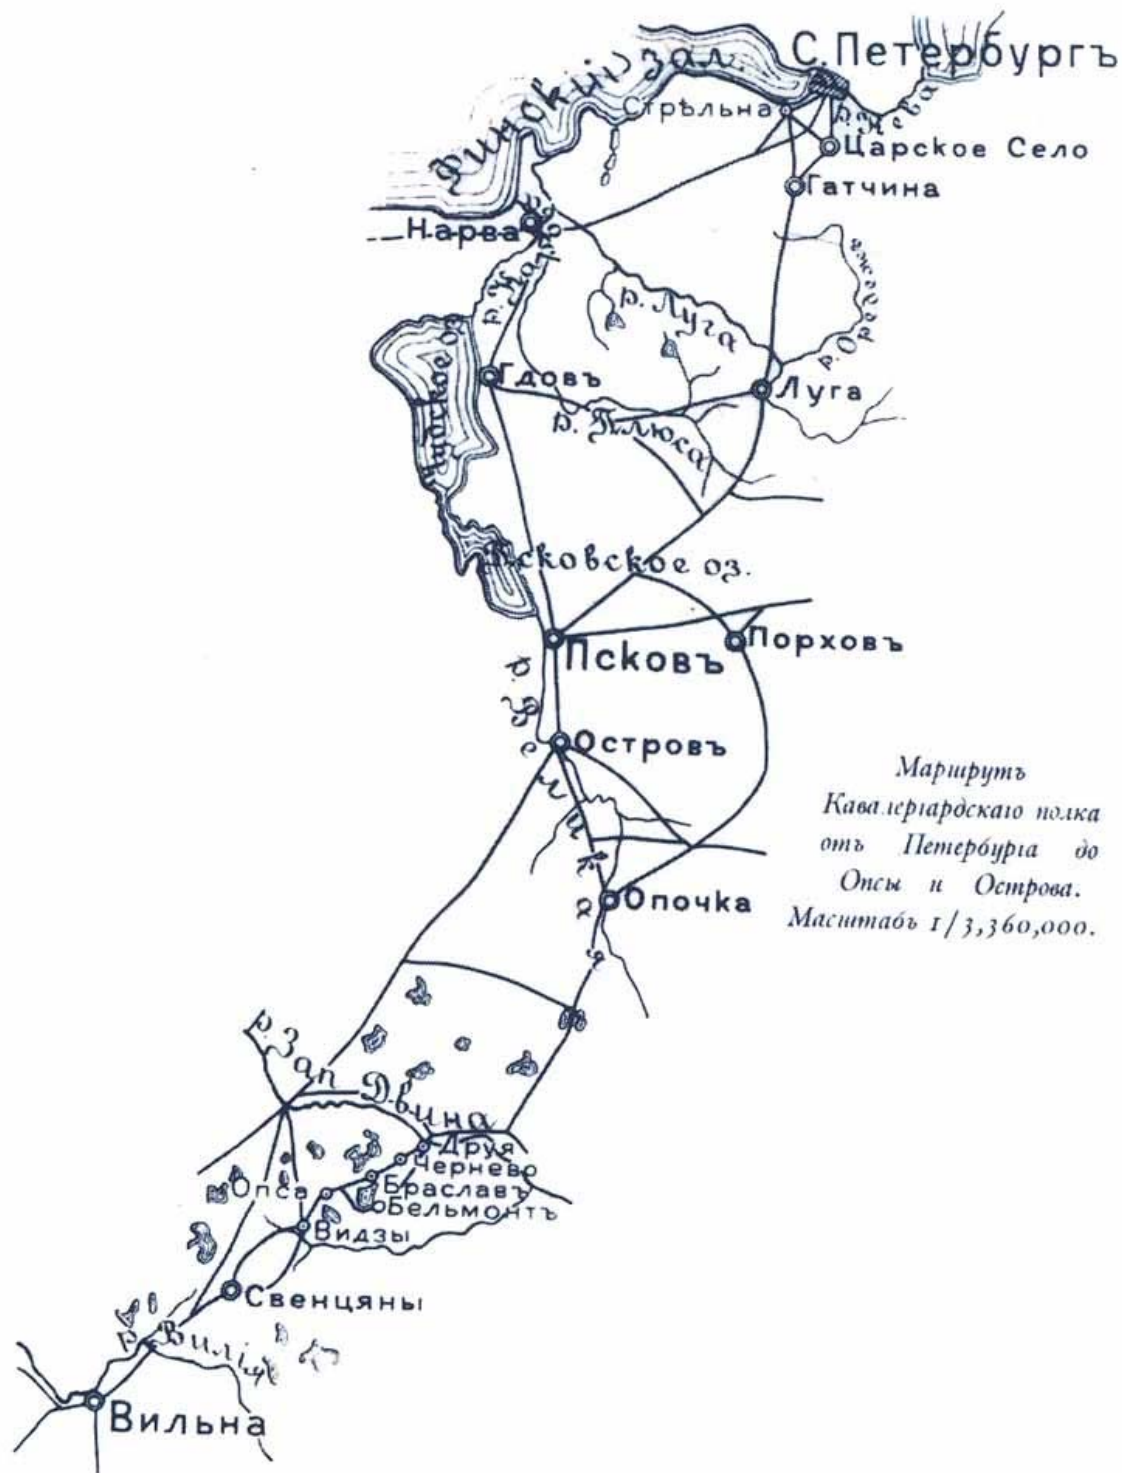 С.Петербургъ
Финскій зал.
Стрѣльна
р. Нева
Царское Село
Гатчина
Нарва
р. Нарова
р. Луга
р. Оредежъ
Чудское оз.
Гдовъ
Луга
р. Плюса
Псковское оз.
Псковъ
Порховъ
р. Великая
Островъ
Маршрутъ
Кавалергардскаго полка
отъ Петербурга до
Опсы и Острова.
Масштабъ 1/3,360,000.
Опочка
р. Зап Двина
Друя
Чернево
Опса
Браславъ
Бельмонтъ
Видзы
Свенцяны
р. Вилія
Вильна